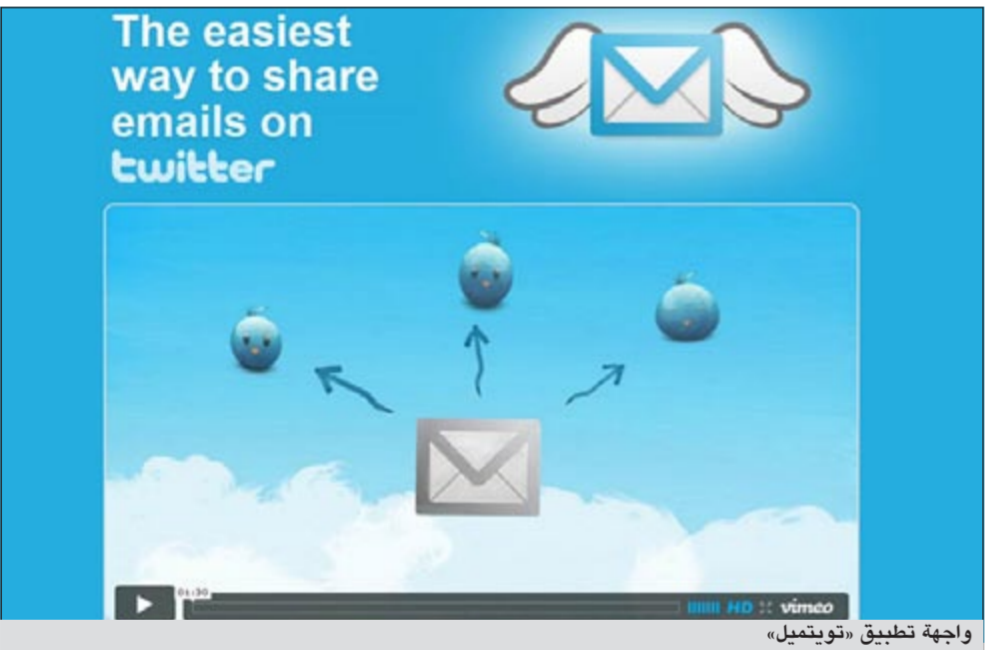 The easiest
way to share
emails on
twitter
01:30
HD vimeo
واجهة تطبيق «تويتميل»